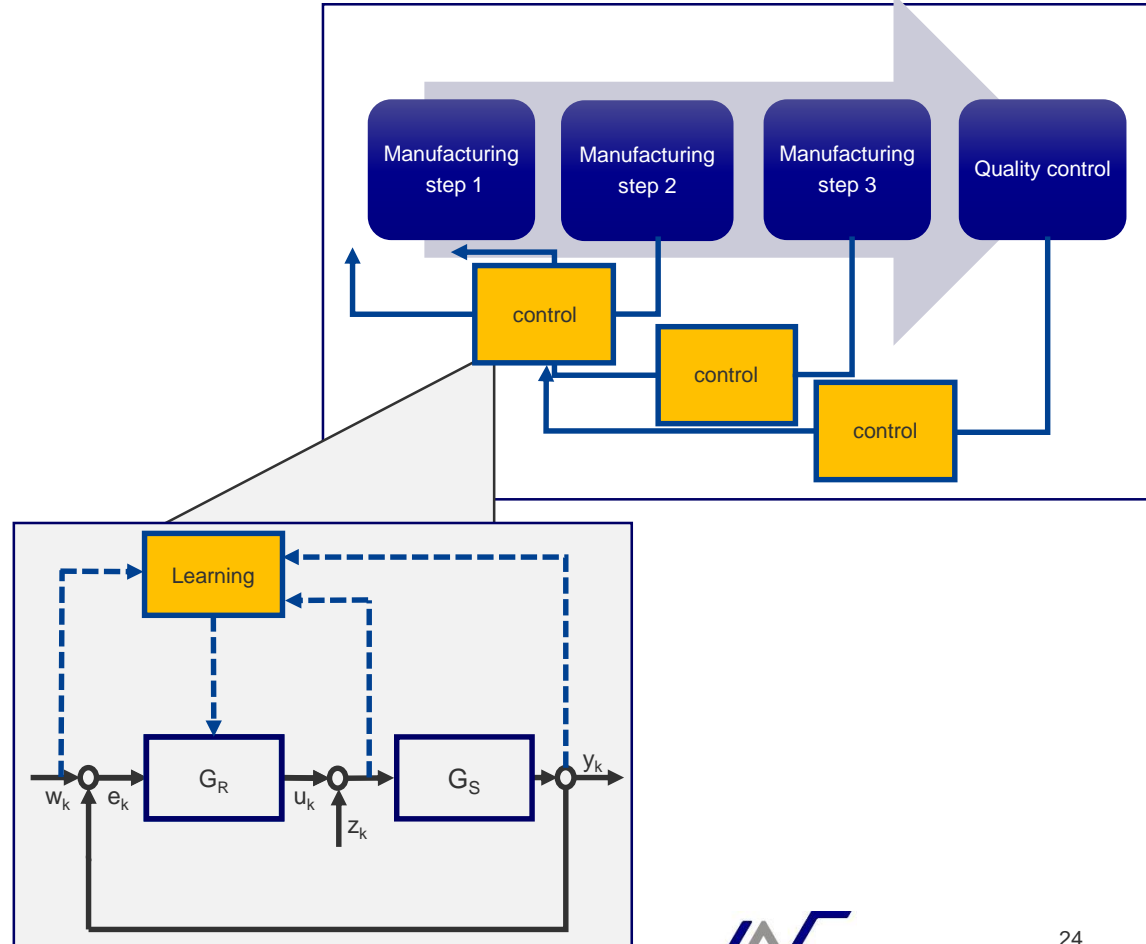 Manufacturing
step 1
Manufacturing
step 2
Manufacturing
step 3
Quality control
control
control
control
Learning
G_R
G_S
w_k
e_k
u_k
z_k
y_k
24